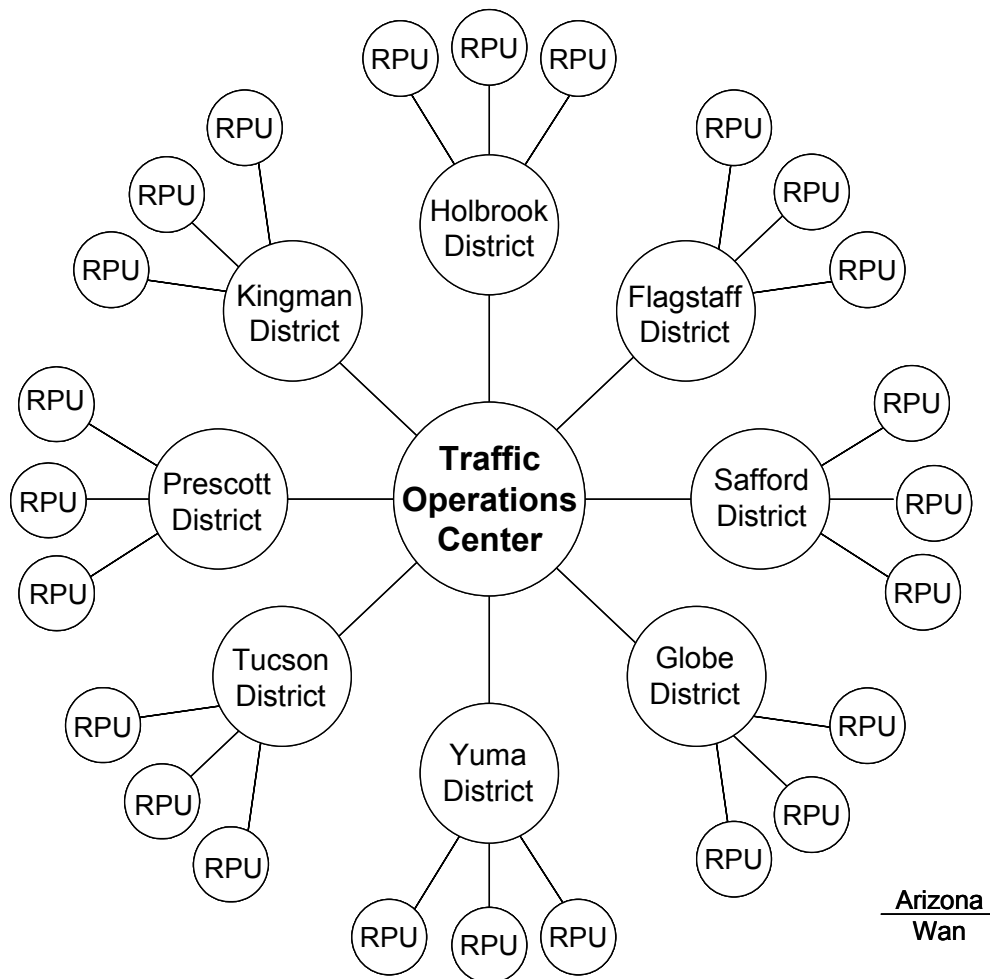 RPU
RPU
RPU
RPU
RPU
RPU
RPU
RPU
RPU
Holbrook
District
Kingman
District
Flagstaff
District
RPU
RPU
RPU
RPU
RPU
RPU
Prescott
District
Traffic
Operations
Center
Safford
District
Tucson
District
Globe
District
Yuma
District
RPU
RPU
RPU
RPU
RPU
RPU
RPU
RPU
RPU
Arizona
Wan